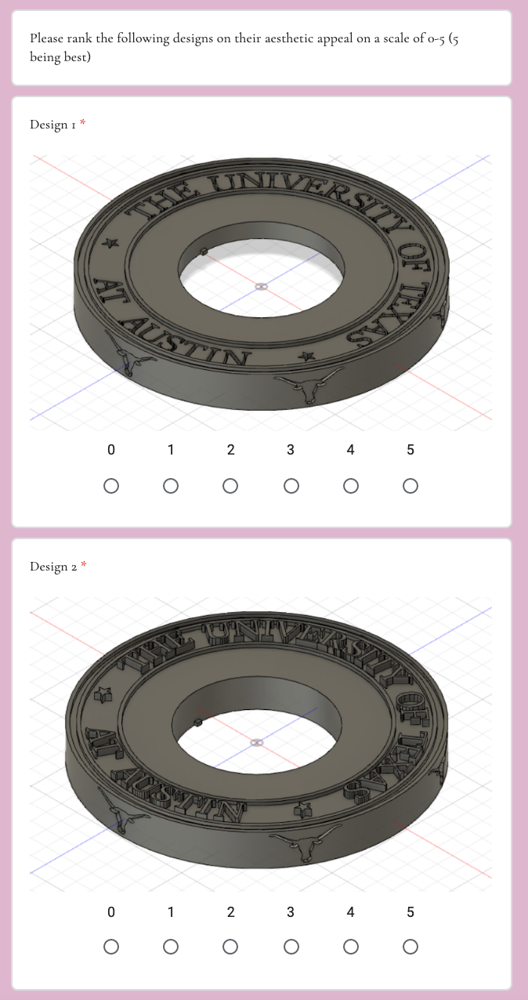 Please rank the following designs on their aesthetic appeal on a scale of 0-5 (5
being best)
Design 1 *
THE UNIVERSITY OF TEXAS
AT AUSTIN
0 1 2 3 4 5
Design 2 *
THE UNIVERSITY OF TEXAS
AT AUSTIN
0 1 2 3 4 5